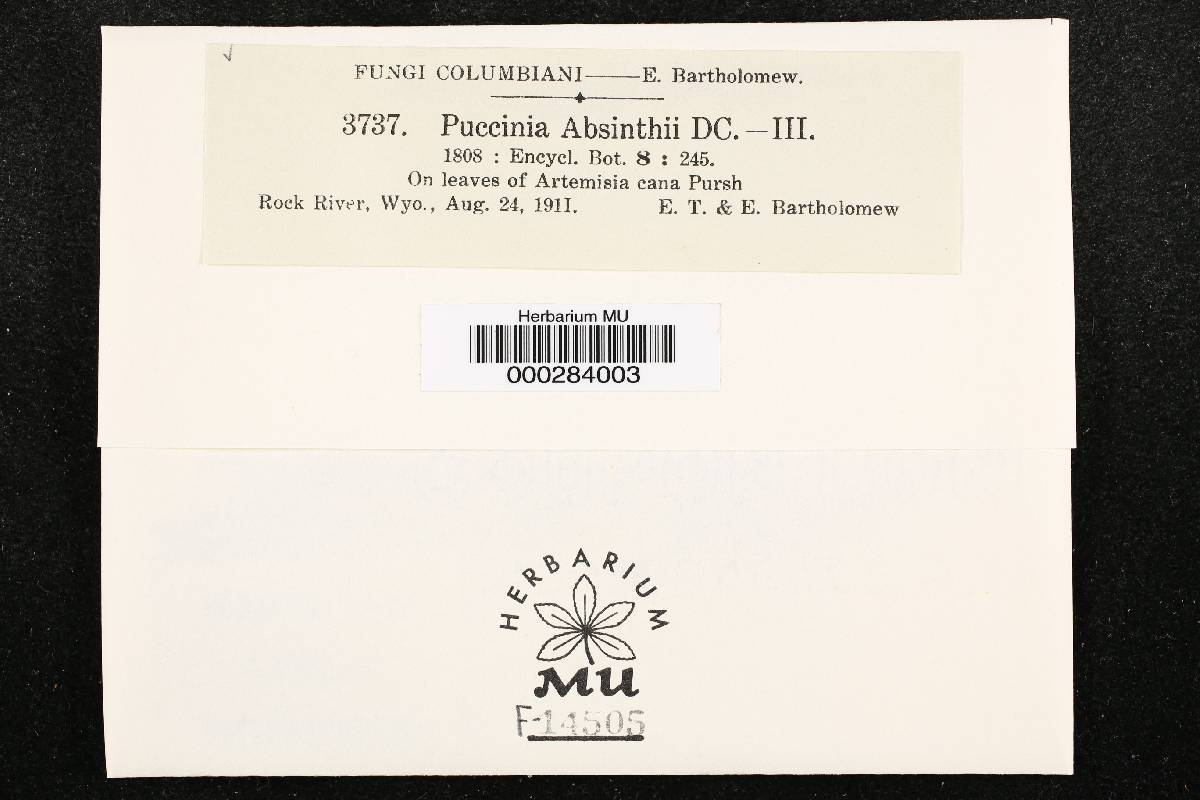 FUNGI COLUMBIANI——E. Bartholomew.
3737. Puccinia Absinthii DC.—III.
1808 : Encycl. Bot. 8 : 245.
On leaves of Artemisia cana Pursh
Rock River, Wyo., Aug. 24, 1911. E. T. & E. Bartholomew
Herbarium MU
000284003
HERBARIUM
MU
F-14505